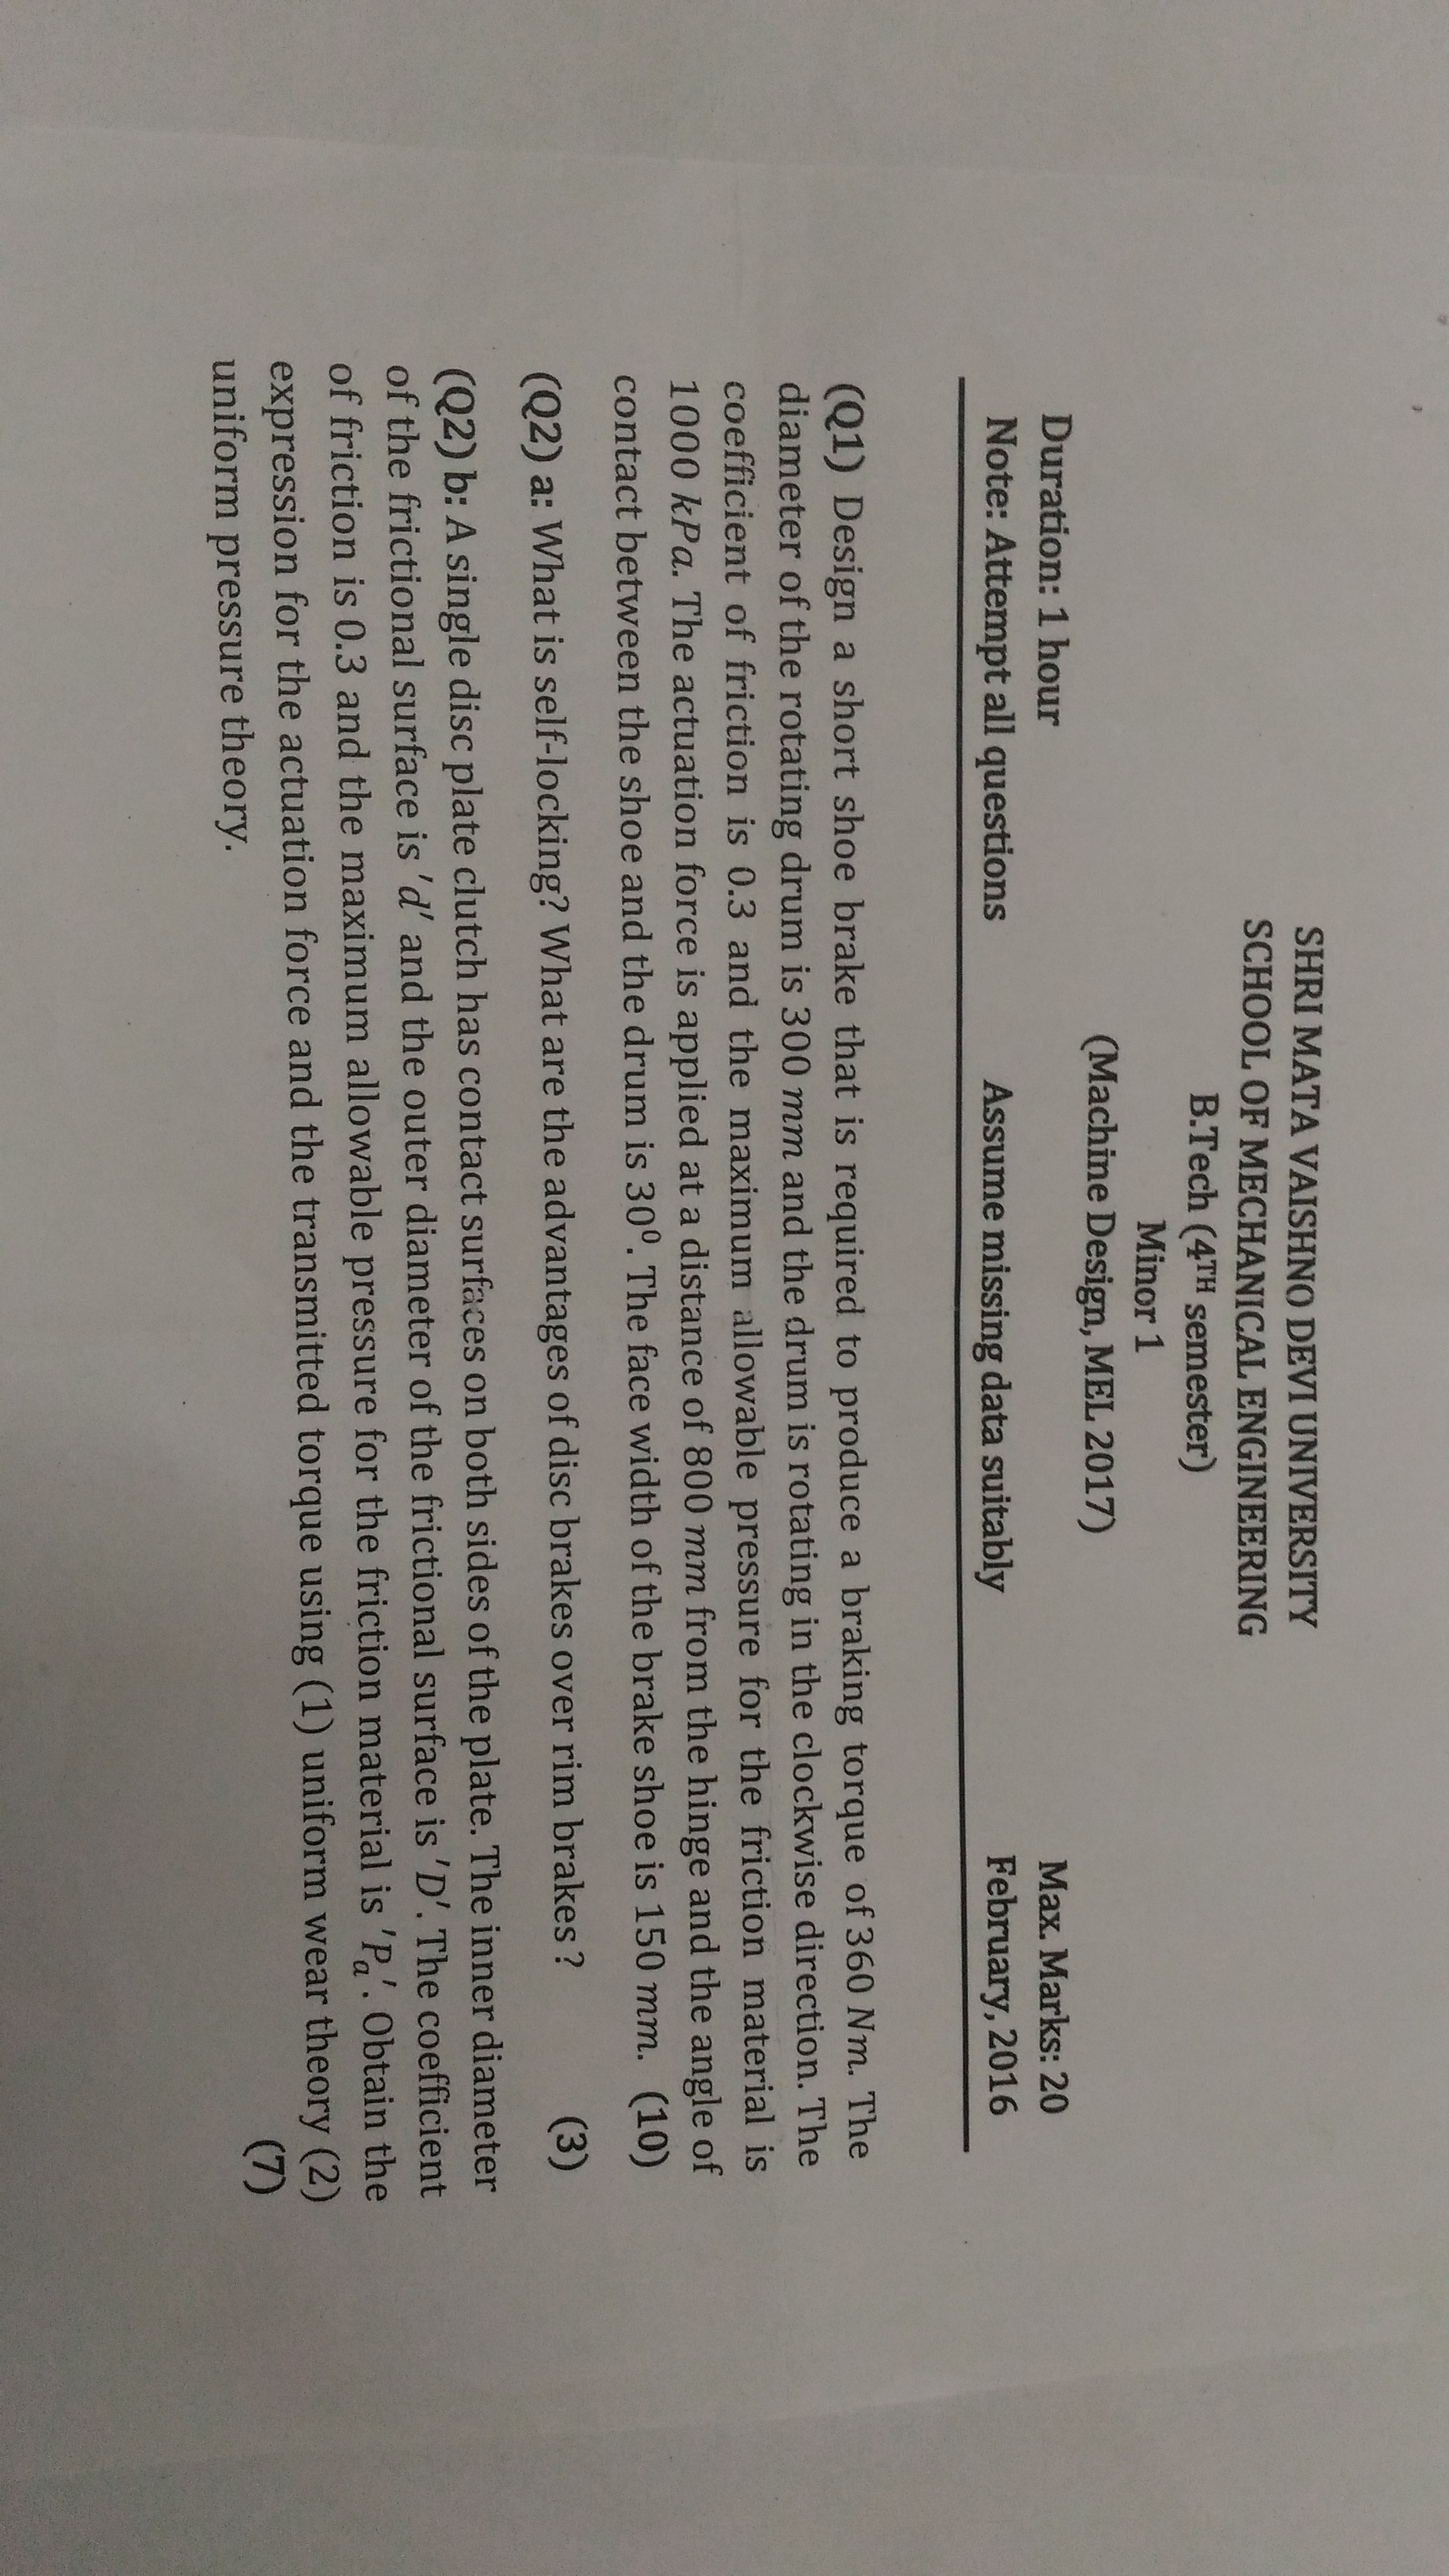 SHRI MATA VAISHNO DEVI UNIVERSITY
SCHOOL OF MECHANICAL ENGINEERING
B.Tech (4TH semester)
Minor 1
(Machine Design, MEL 2017)
Duration: 1 hour Max. Marks: 20
Note: Attempt all questions Assume missing data suitably February, 2016
(Q1) Design a short shoe brake that is required to produce a braking torque of 360 Nm. The
diameter of the rotating drum is 300 mm and the drum is rotating in the clockwise direction. The
coefficient of friction is 0.3 and the maximum allowable pressure for the friction material is
1000 kPa. The actuation force is applied at a distance of 800 mm from the hinge and the angle of
contact between the shoe and the drum is 30⁰. The face width of the brake shoe is 150 mm. (10)
(Q2) a: What is self-locking? What are the advantages of disc brakes over rim brakes? (3)
(Q2) b: A single disc plate clutch has contact surfaces on both sides of the plate. The inner diameter
of the frictional surface is 'd' and the outer diameter of the frictional surface is 'D'. The coefficient
of friction is 0.3 and the maximum allowable pressure for the friction material is 'Pa'. Obtain the
expression for the actuation force and the transmitted torque using (1) uniform wear theory (2)
uniform pressure theory. (7)